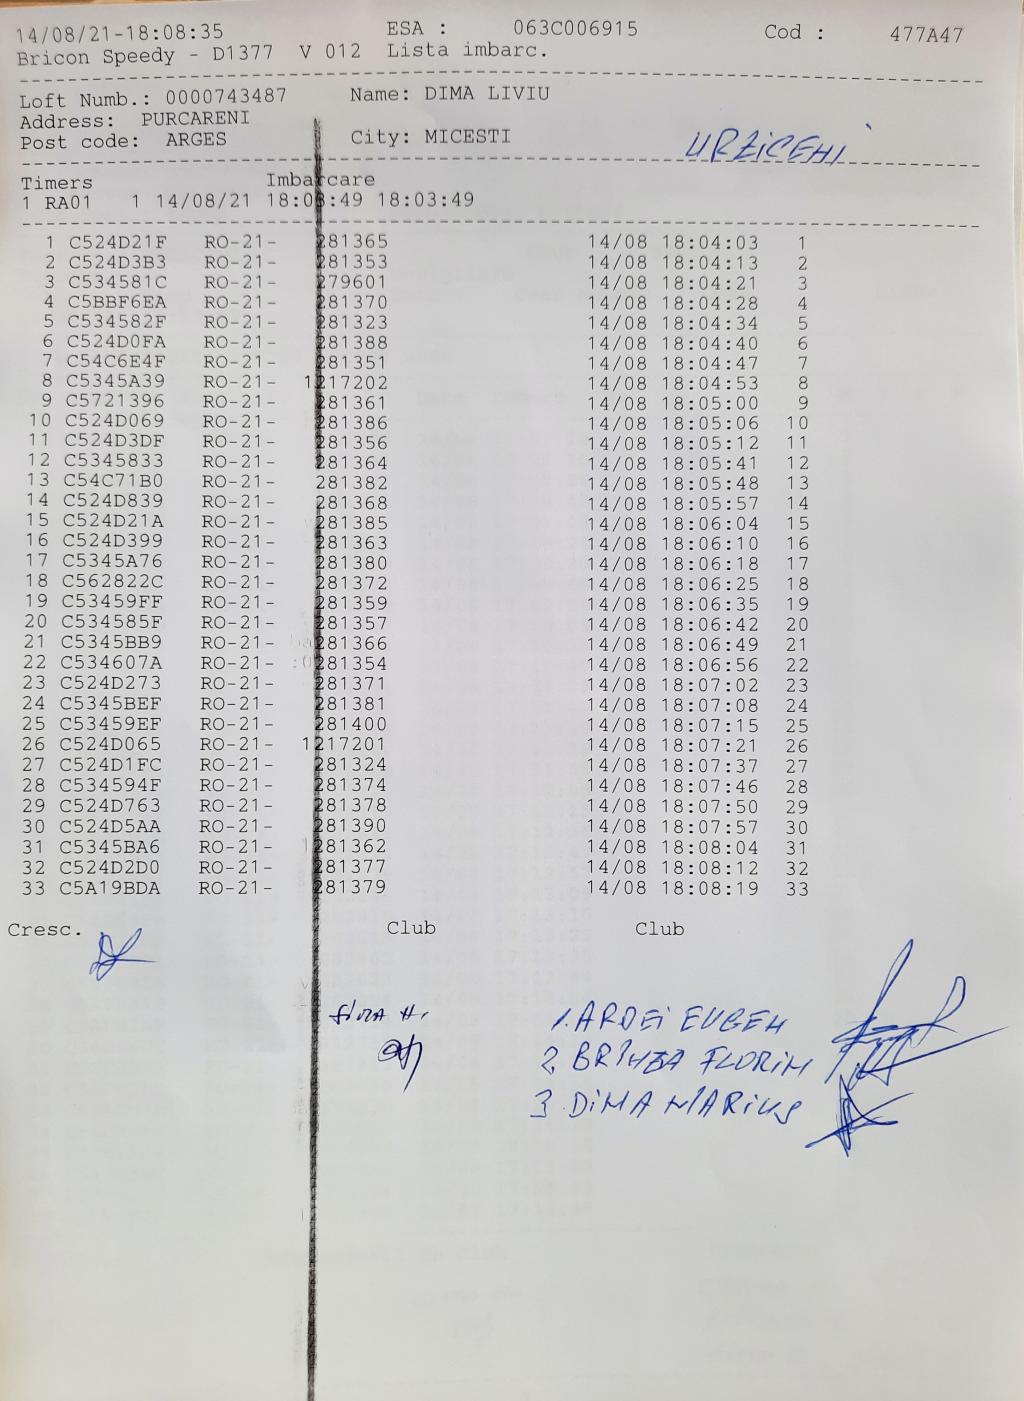 14/08/21-18:08:35 ESA : 063C006915 Cod : 477A47
Bricon Speedy - D1377 V 012 Lista imbarc.
Loft Numb.: 0000743487 Name: DIMA LIVIU
Address: PURCARENI
Post code: ARGES City: MICESTI
URZICENI
Timers Imbarcare
1 RA01 1 14/08/21 18:03:49 18:03:49
1 C524D21F RO-21- 281365 14/08 18:04:03 1
2 C524D3B3 RO-21- 281353 14/08 18:04:13 2
3 C534581C RO-21- 279601 14/08 18:04:21 3
4 C5BBF6EA RO-21- 281370 14/08 18:04:28 4
5 C534582F RO-21- 281323 14/08 18:04:34 5
6 C524D0FA RO-21- 281388 14/08 18:04:40 6
7 C54C6E4F RO-21- 281351 14/08 18:04:47 7
8 C5345A39 RO-21- 1217202 14/08 18:04:53 8
9 C5721396 RO-21- 281361 14/08 18:05:00 9
10 C524D069 RO-21- 281386 14/08 18:05:06 10
11 C524D3DF RO-21- 281356 14/08 18:05:12 11
12 C5345833 RO-21- 281364 14/08 18:05:41 12
13 C54C71B0 RO-21- 281382 14/08 18:05:48 13
14 C524D839 RO-21- 281368 14/08 18:05:57 14
15 C524D21A RO-21- 281385 14/08 18:06:04 15
16 C524D399 RO-21- 281363 14/08 18:06:10 16
17 C5345A76 RO-21- 281380 14/08 18:06:18 17
18 C562822C RO-21- 281372 14/08 18:06:25 18
19 C53459FF RO-21- 281359 14/08 18:06:35 19
20 C534585F RO-21- 281357 14/08 18:06:42 20
21 C5345BB9 RO-21- 281366 14/08 18:06:49 21
22 C534607A RO-21- 281354 14/08 18:06:56 22
23 C524D273 RO-21- 281371 14/08 18:07:02 23
24 C5345BEF RO-21- 281381 14/08 18:07:08 24
25 C53459EF RO-21- 281400 14/08 18:07:15 25
26 C524D065 RO-21- 1217201 14/08 18:07:21 26
27 C524D1FC RO-21- 281324 14/08 18:07:37 27
28 C534594F RO-21- 281374 14/08 18:07:46 28
29 C524D763 RO-21- 281378 14/08 18:07:50 29
30 C524D5AA RO-21- 281390 14/08 18:07:57 30
31 C5345BA6 RO-21- 281362 14/08 18:08:04 31
32 C524D2D0 RO-21- 281377 14/08 18:08:12 32
33 C5A19BDA RO-21- 281379 14/08 18:08:19 33
Cresc. Club Club
1. ARDEI EUGEN
2. BRÎNZA FLORIN
3 DIMA MARIUS